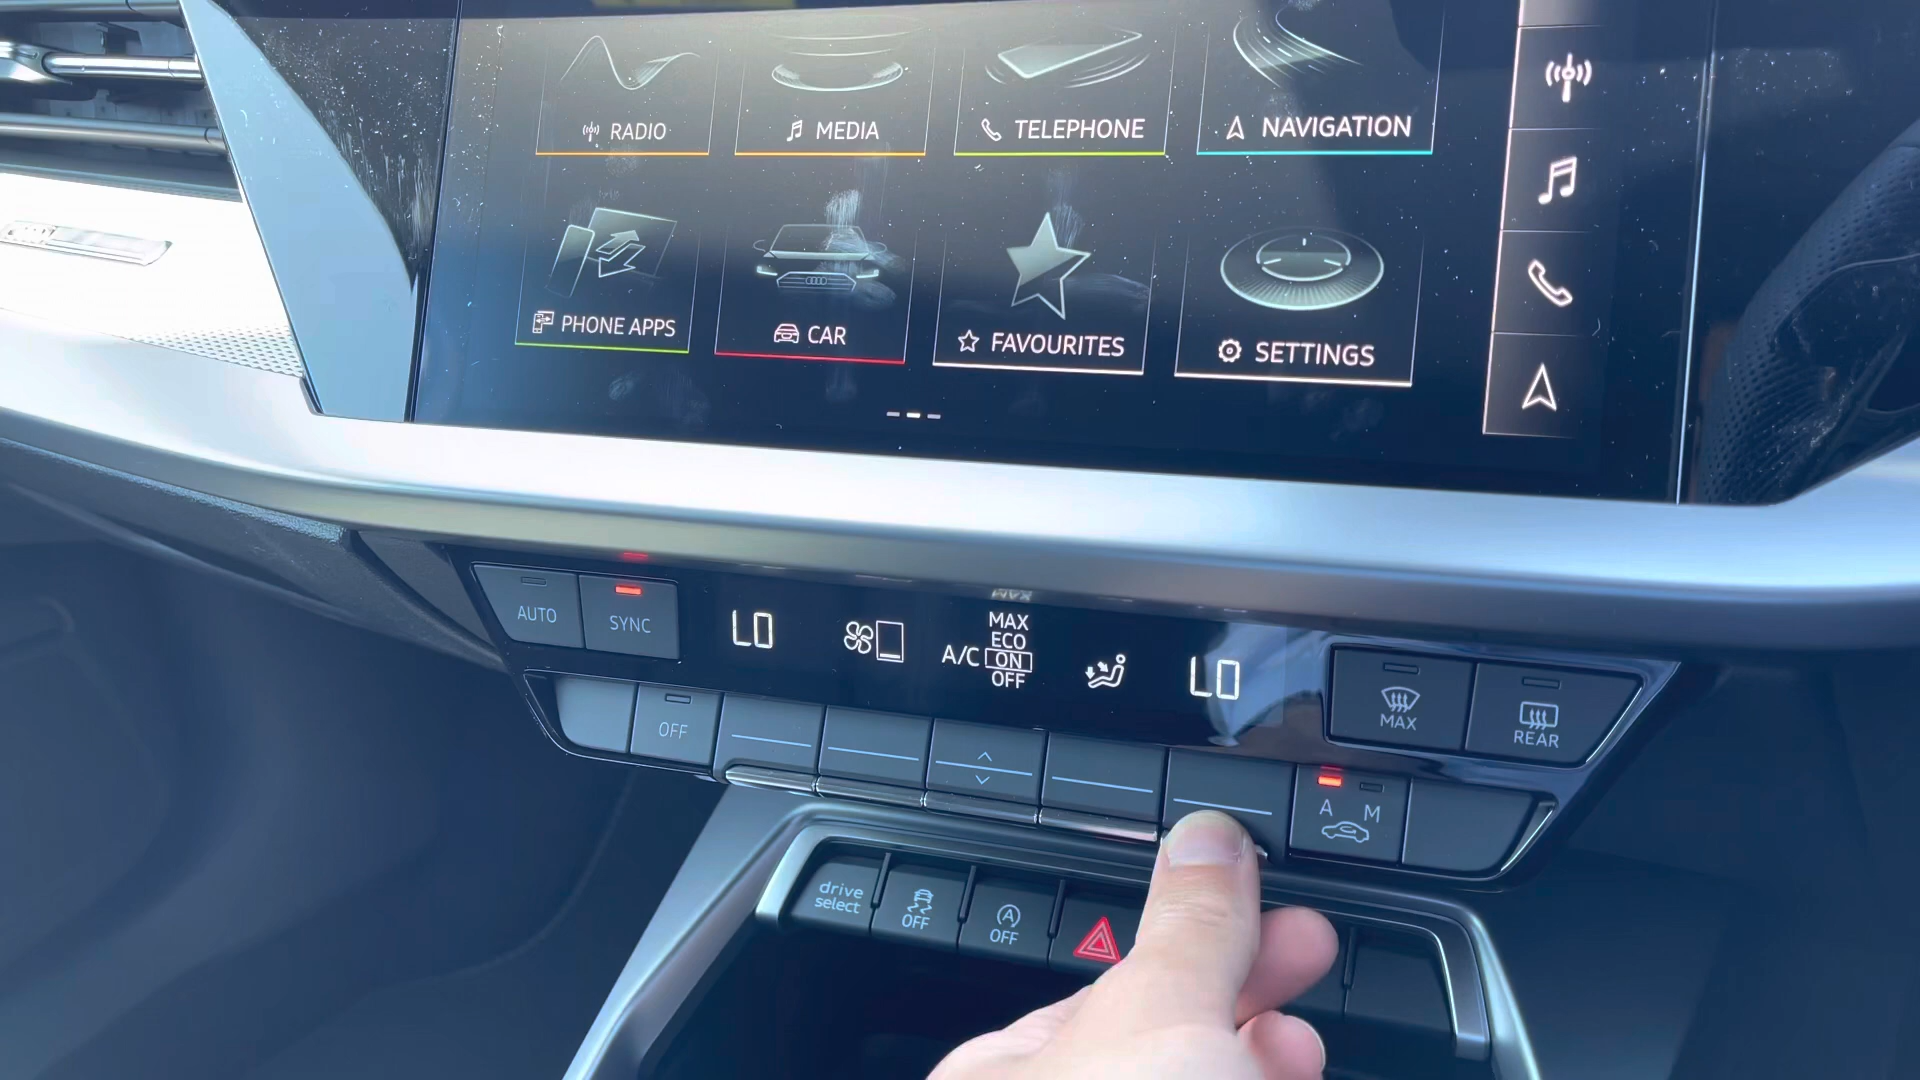 RADIO
MEDIA
TELEPHONE
NAVIGATION
PHONE APPS
CAR
FAVOURITES
SETTINGS
AUTO
SYNC
LO
A/C
MAX
ECO
ON
OFF
LO
MAX
REAR
OFF
A M
drive
select
OFF
A
OFF